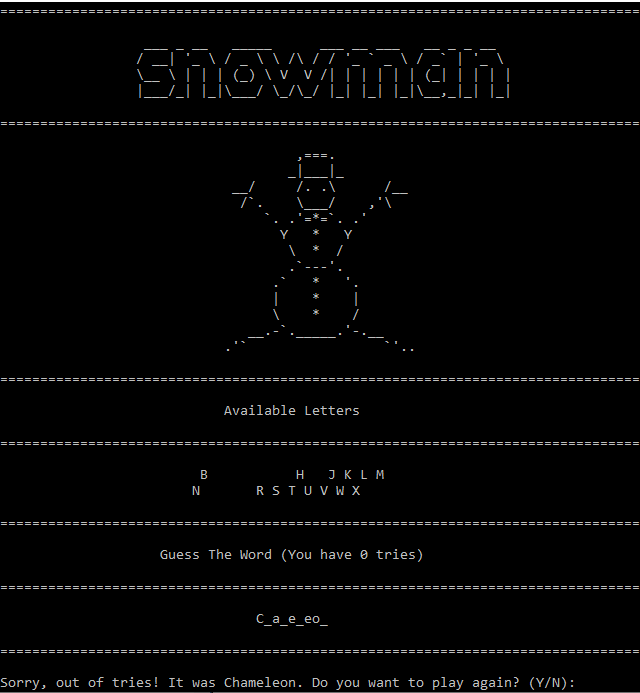 snowman
Available Letters
B H J K L M
N R S T U V W X
Guess The Word (You have 0 tries)
C_a_e_eo_
Sorry, out of tries! It was Chameleon. Do you want to play again? (Y/N):